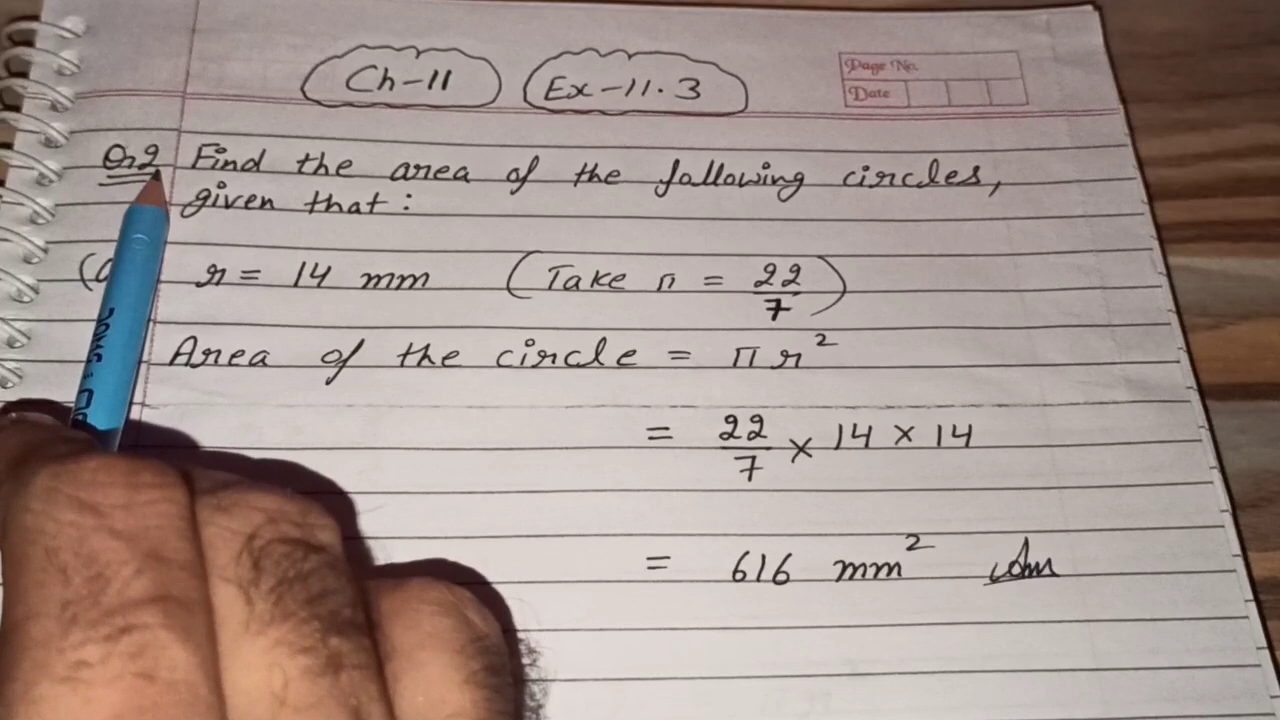 Ch-11 Ex-11.3
Page No.
Date
Qn2 Find the area of the following circles,
given that:
(a r = 14 mm (Take π = 22/7)
Area of the circle = πr²
= 22/7 × 14 × 14
= 616 mm² Ans